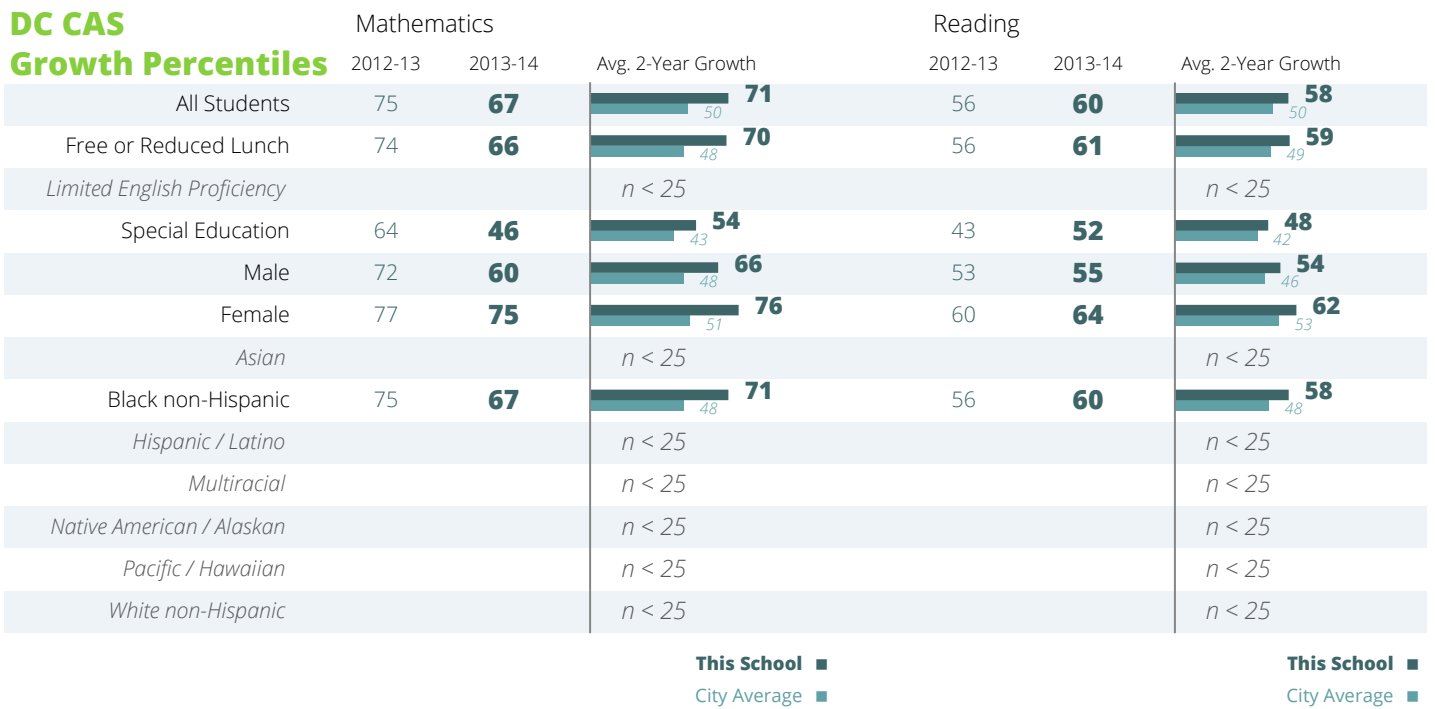 DC CAS Mathematics Reading
Growth Percentiles 2012-13 2013-14 Avg. 2-Year Growth 2012-13 2013-14 Avg. 2-Year Growth
All Students 75 67 71 50 56 60 58 50
Free or Reduced Lunch 74 66 70 48 56 61 59 49
Limited English Proficiency n < 25 n < 25
Special Education 64 46 54 43 43 52 48 42
Male 72 60 66 48 53 55 54 46
Female 77 75 76 51 60 64 62 53
Asian n < 25 n < 25
Black non-Hispanic 75 67 71 48 56 60 58 48
Hispanic / Latino n < 25 n < 25
Multiracial n < 25 n < 25
Native American / Alaskan n < 25 n < 25
Pacific / Hawaiian n < 25 n < 25
White non-Hispanic n < 25 n < 25
This School This School
City Average City Average